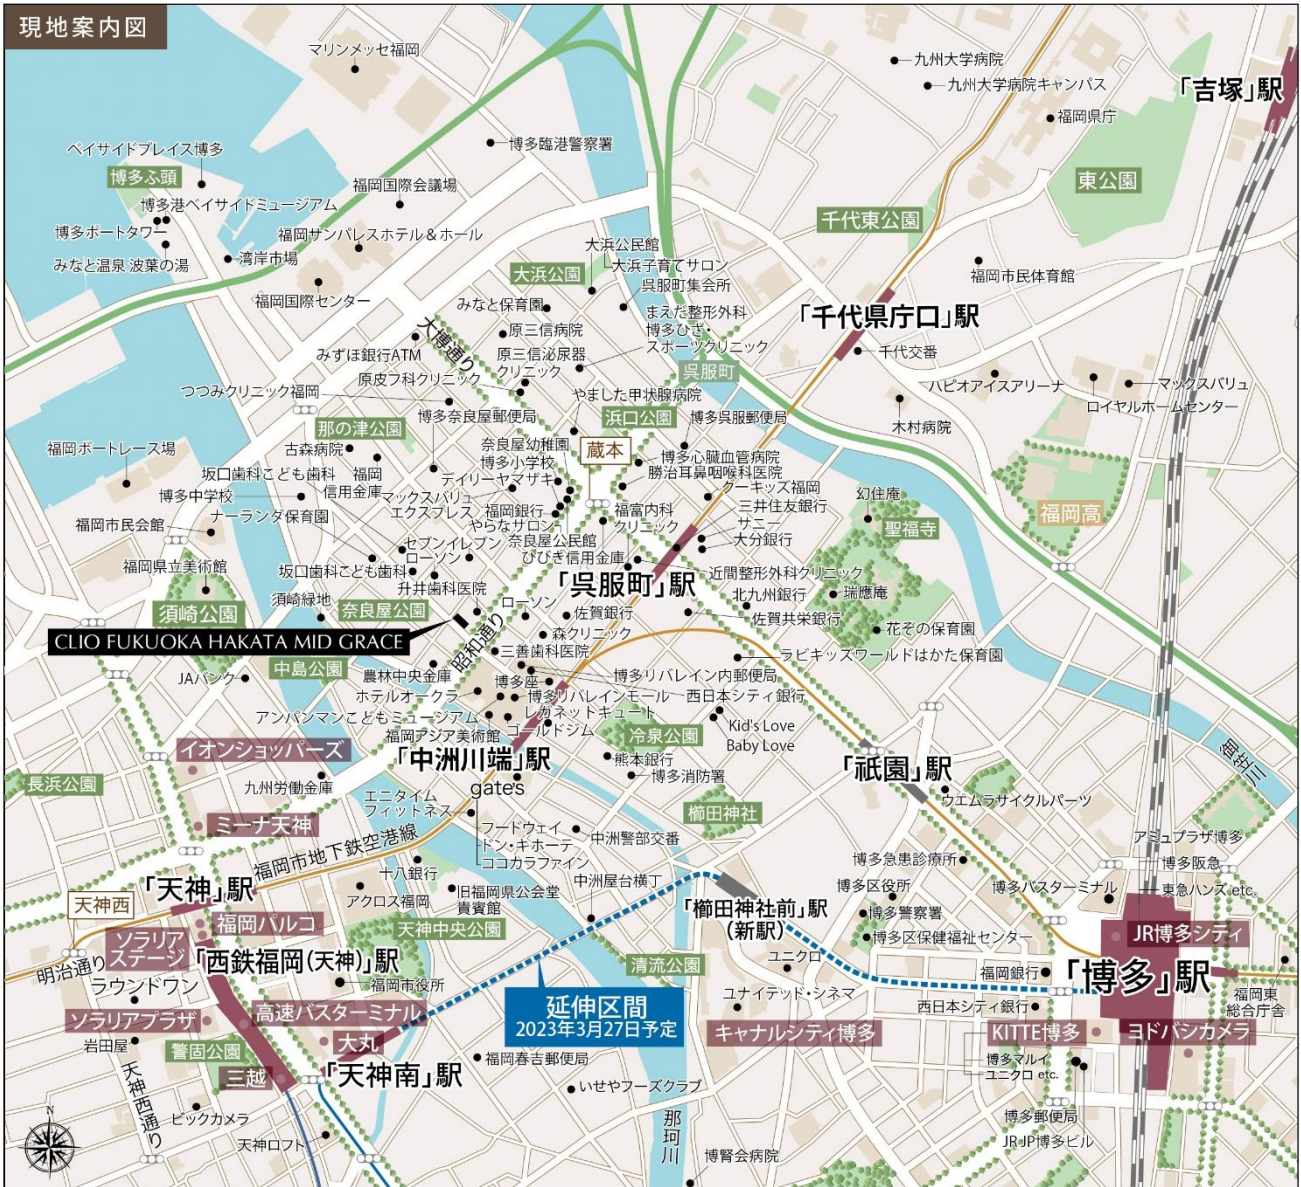 現地案内図
マリンメッセ福岡
九州大学病院
九州大学病院キャンパス
「吉塚」駅
福岡県庁
博多臨港警察署
ベイサイドプレイス博多
博多ふ頭
福岡国際会議場
東公園
博多港ベイサイドミュージアム
千代東公園
博多ポートタワー
福岡サンパレスホテル＆ホール
大浜公民館
みなと温泉 波葉の湯
湾岸市場
大浜公園
大浜子育てサロン
福岡市民体育館
呉服町集会所
福岡国際センター
みなと保育園
まえだ整形外科
博多ひざ・
スポーツクリニック
「千代県庁口」駅
大博通り
原三信病院
みずほ銀行ATM
原三信泌尿器
クリニック
千代交番
原皮フ科クリニック
呉服町
つつみクリニック福岡
やました甲状腺病院
ハピオアイスアリーナ
マックスバリュ
ロイヤルホームセンター
博多奈良屋郵便局
浜口公園
博多呉服町郵便局
木村病院
那の津公園
福岡ボートレース場
古森病院
奈良屋幼稚園
蔵本
博多小学校
博多心臓血管病院
福岡
信用金庫
坂口歯科こども歯科
デイリーヤマザキ
勝治耳鼻咽喉科医院
博多中学校
マックスバリュ
エクスプレス
グーキッズ福岡
幻住庵
ナーランダ保育園
福岡銀行
福富内科
クリニック
三井住友銀行
福岡高
福岡市民会館
やらなサロン
サニー
聖福寺
奈良屋公民館
大分銀行
セブンイレブン
ローソン
ひびき信用金庫
福岡県立美術館
坂口歯科こども歯科
「呉服町」駅
近間整形外科クリニック
升井歯科医院
北九州銀行
瑞應庵
須崎緑地
奈良屋公園
ローソン
須崎公園
佐賀銀行
佐賀共栄銀行
花ぞの保育園
CLIO FUKUOKA HAKATA MID GRACE
昭和通り
森クリニック
三善歯科医院
ラビキッズワールドはかた保育園
中島公園
農林中央金庫
JAバンク
博多座
博多リバレイン内郵便局
ホテルオークラ
博多リバレインモール
西日本シティ銀行
アンパンマンこどもミュージアム
レガネットキュート
福岡アジア美術館
ゴールドジム
Kid's Love
Baby Love
冷泉公園
イオンショッパーズ
「中洲川端」駅
熊本銀行
「祇園」駅
御笠川
長浜公園
九州労働金庫
gate's
博多消防署
エニタイム
フィットネス
ウエムラサイクルパーツ
ミーナ天神
フードウェイ
ドン・キホーテ
ココカラファイン
櫛田神社
福岡市地下鉄空港線
中洲警部交番
アミュプラザ博多
博多急患診療所
博多阪急
「天神」駅
十八銀行
中洲屋台横丁
博多区役所
博多バスターミナル
東急ハンズ etc.
天神西
アクロス福岡
旧福岡県公会堂
貴賓館
「櫛田神社前」駅
（新駅）
福岡パルコ
天神中央公園
博多警察署
ソラリア
ステージ
博多区保健福祉センター
JR博多シティ
明治通り
「西鉄福岡（天神）」駅
清流公園
ユニクロ
福岡銀行
「博多」駅
ラウンドワン
福岡市役所
延伸区間
2023年3月27日予定
ユナイテッド・シネマ
西日本シティ銀行
福岡東
総合庁舎
ソラリアプラザ
高速バスターミナル
キャナルシティ博多
KITTE博多
ヨドバシカメラ
岩田屋
大丸
警固公園
三越
「天神南」駅
福岡春吉郵便局
博多マルイ
ユニクロ etc.
天神西通り
いせやフーズクラブ
ビックカメラ
那珂川
博多郵便局
N
天神ロフト
JR JP博多ビル
博腎会病院